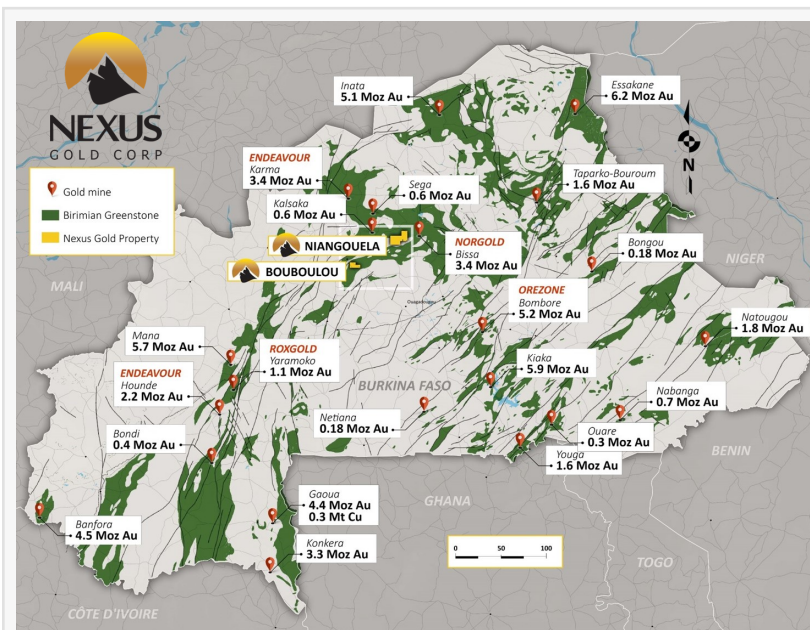 NEXUS
GOLD CORP
Gold mine
Birimian Greenstone
Nexus Gold Property
Inata
5.1 Moz Au
Essakane
6.2 Moz Au
N
ENDEAVOUR
Karma
3.4 Moz Au
Sega
0.6 Moz Au
Taparko-Bouroum
1.6 Moz Au
Kalsaka
0.6 Moz Au
NIANGOUELA
BOUBOULOU
NORGOLD
Bissa
3.4 Moz Au
Bongou
0.18 Moz Au
NIGER
MALI
Ouagadougou
OREZONE
Bombore
5.2 Moz Au
Natougou
1.8 Moz Au
Mana
5.7 Moz Au
ROXGOLD
Yaramoko
1.1 Moz Au
ENDEAVOUR
Hounde
2.2 Moz Au
BURKINA FASO
Kiaka
5.9 Moz Au
Nabanga
0.7 Moz Au
Netiana
0.18 Moz Au
Ouare
0.3 Moz Au
Bondi
0.4 Moz Au
Youga
1.6 Moz Au
BENIN
Gaoua
4.4 Moz Au
0.3 Mt Cu
GHANA
Banfora
4.5 Moz Au
Konkera
3.3 Moz Au
0 50 100
TOGO
CÔTE D'IVOIRE